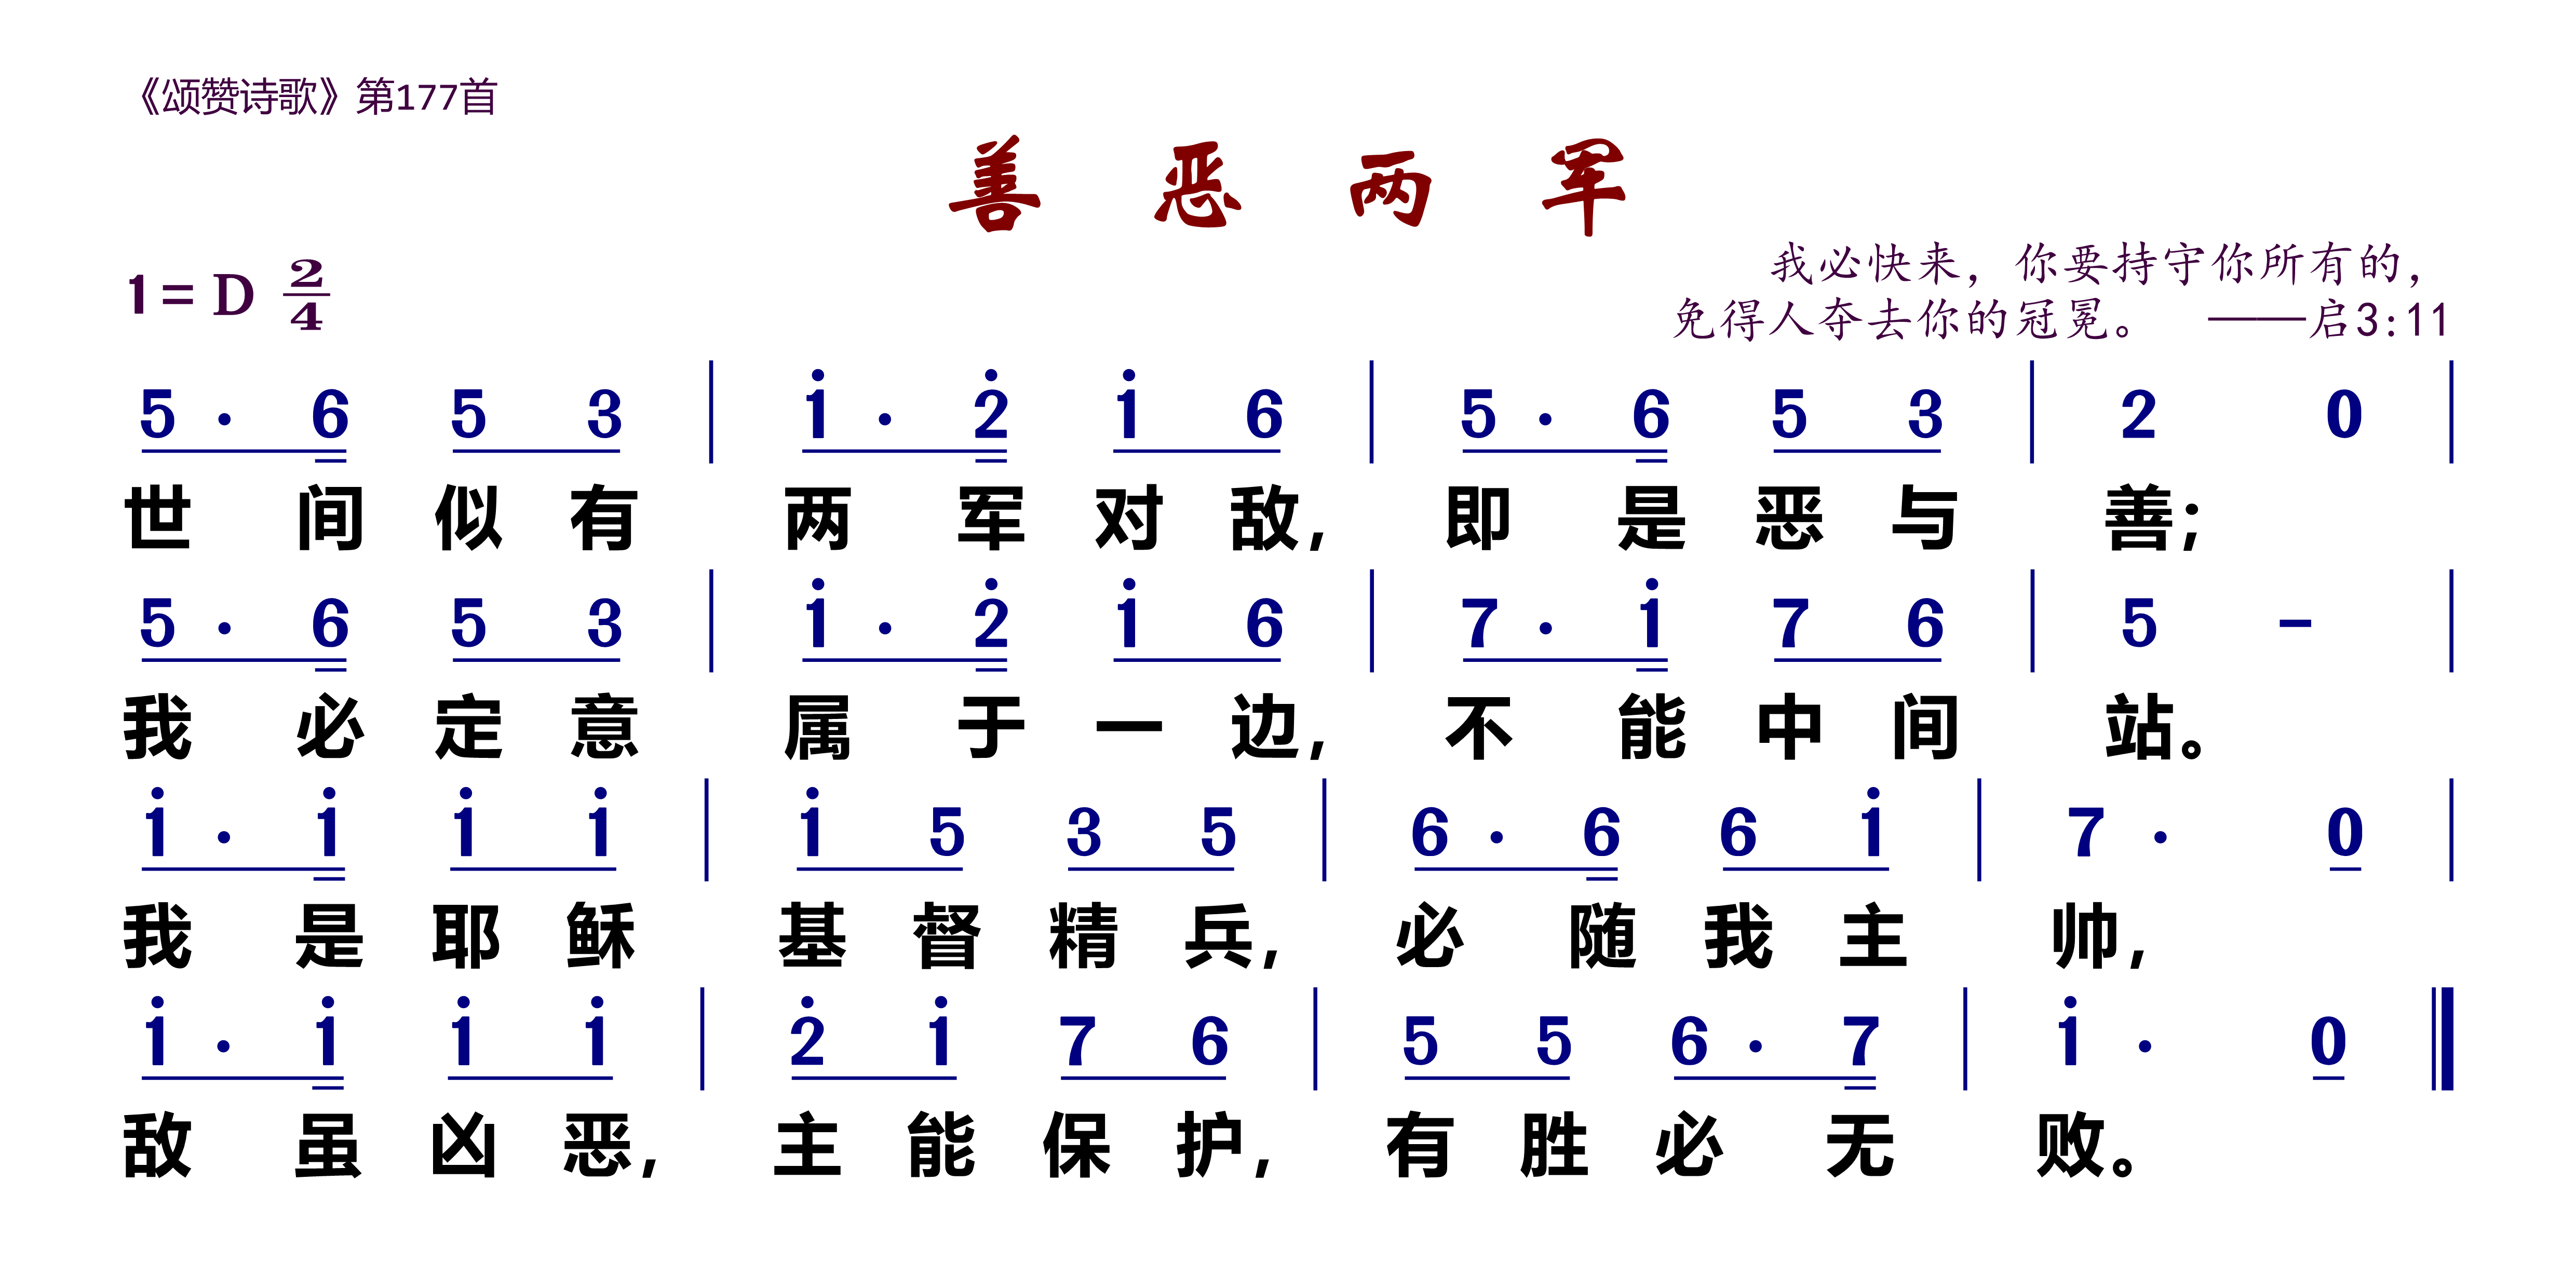 《颂赞诗歌》第177首
善 恶 两 军
1 = D 2/4
我必快来，你要持守你所有的，
免得人夺去你的冠冕。 ——启3:11
5 · 6 5 3 | i · 2̇ i 6 | 5 · 6 5 3 | 2 0 |
世 间 似 有 两 军 对 敌， 即 是 恶 与 善；
5 · 6 5 3 | i · 2̇ i 6 | 7 · i 7 6 | 5 – |
我 必 定 意 属 于 一 边， 不 能 中 间 站。
i · i i i | i 5 3 5 | 6 · 6 6 i | 7 · 0 |
我 是 耶 稣 基 督 精 兵， 必 随 我 主 帅，
i · i i i | 2̇ i 7 6 | 5 5 6 · 7 | i · 0 ‖
敌 虽 凶 恶， 主 能 保 护， 有 胜 必 无 败。